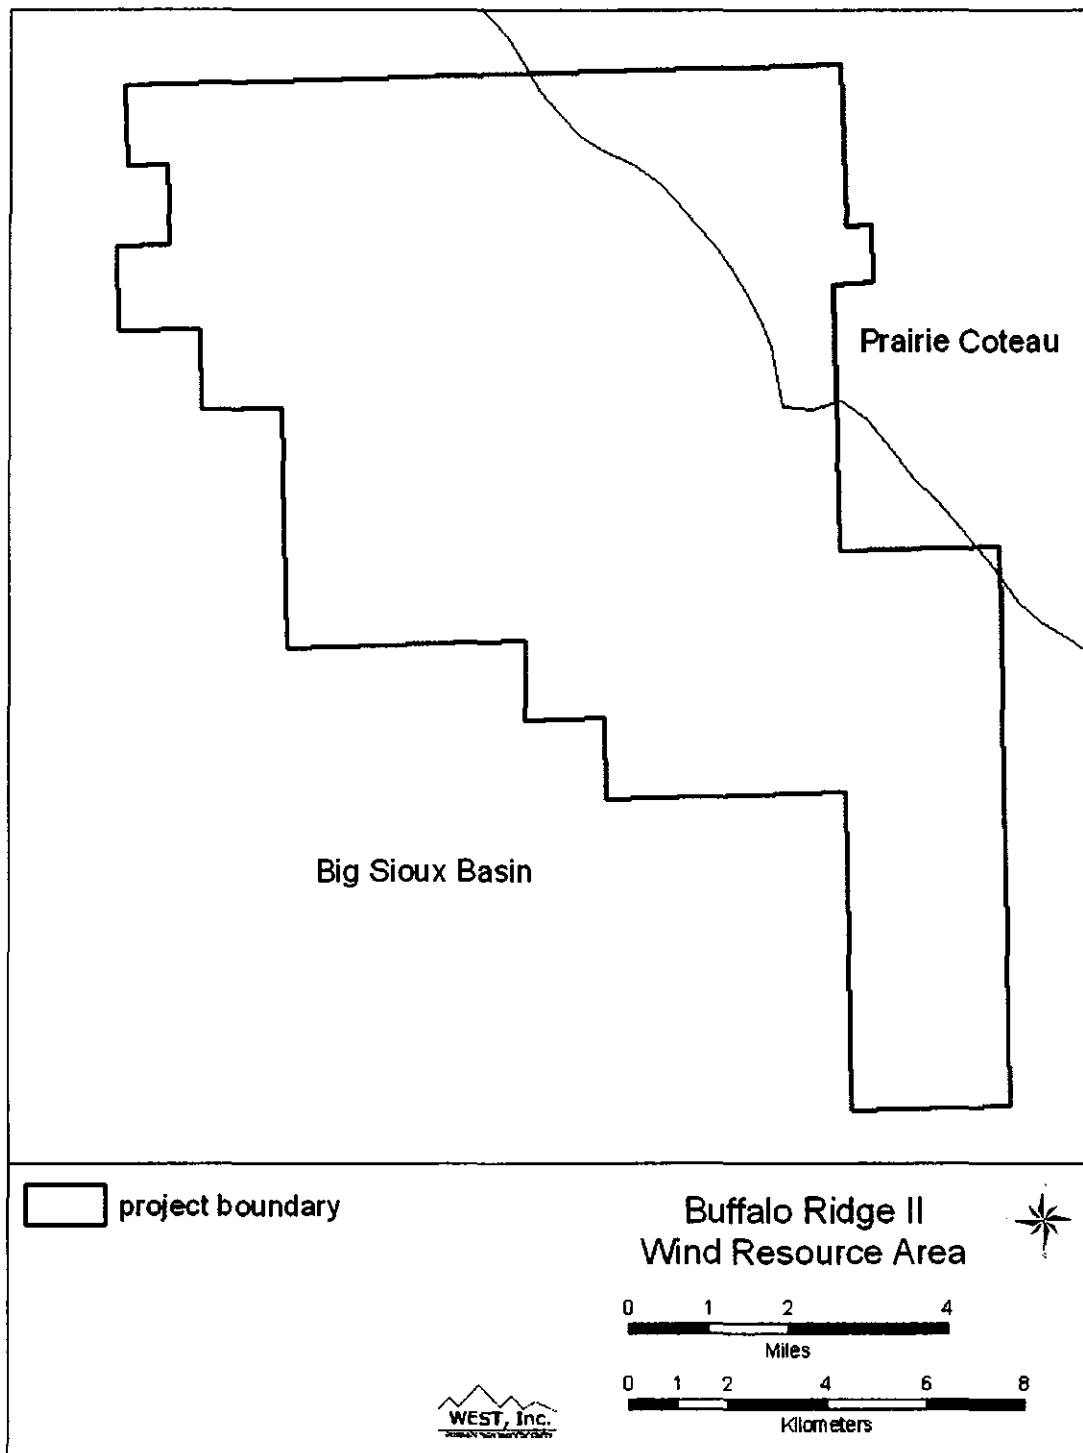 Prairie Coteau
Big Sioux Basin
project boundary
Buffalo Ridge II
Wind Resource Area
0 1 2 4
Miles
0 1 2 4 6 8
Kilometers
WEST, Inc.